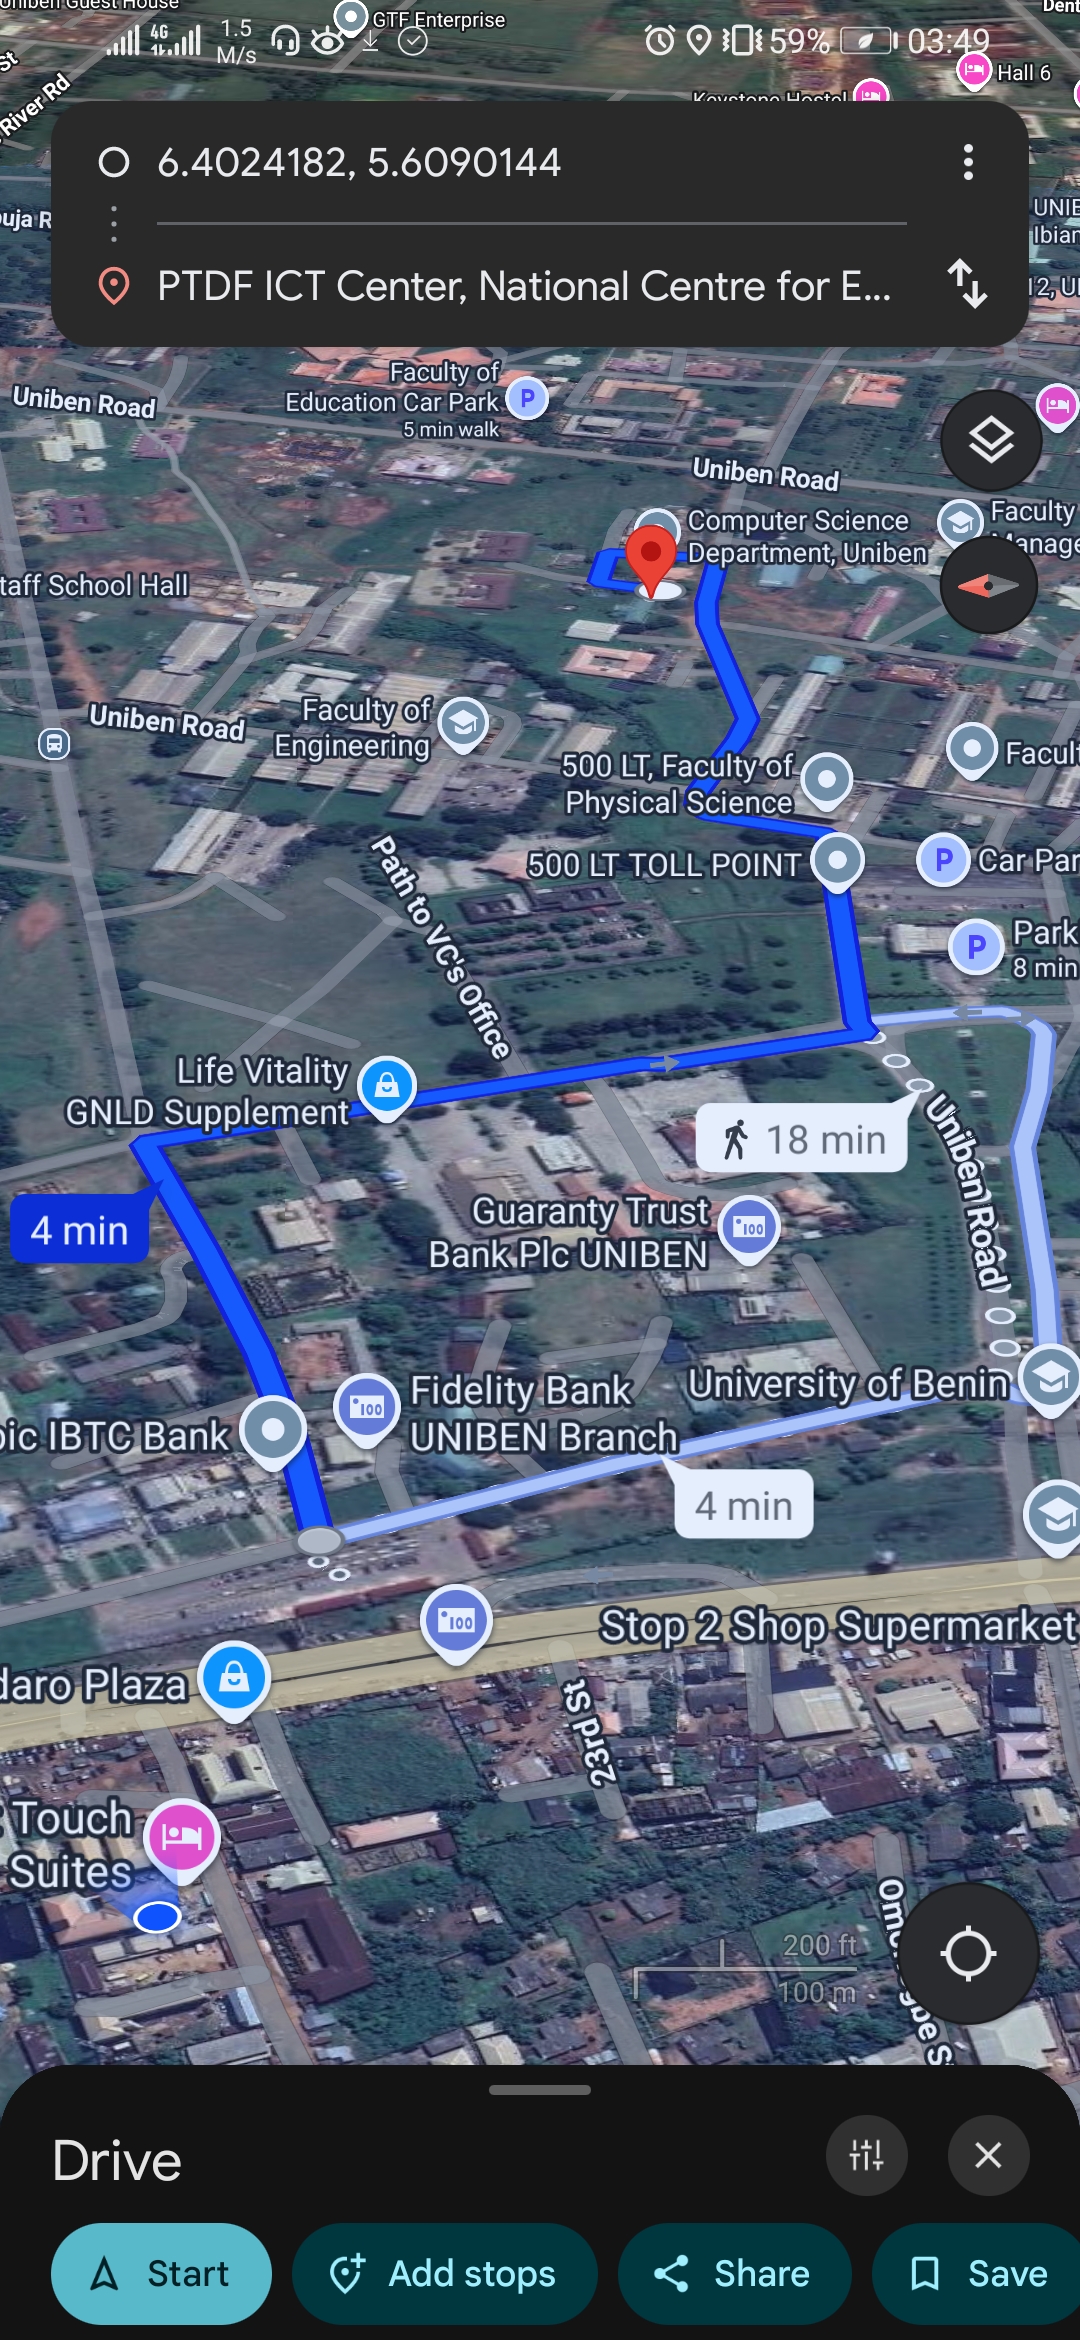 Uniben Guest House
GTF Enterprise
Dent
4G
1.5
M/s
59%
03:49
St
River Rd
Keystone Hostel
Hall 6
6.4024182, 5.6090144
PTDF ICT Center, National Centre for E...
uja R
UNIB
Ibian
12, UI
Faculty of
Education Car Park
5 min walk
Uniben Road
Uniben Road
Computer Science
Department, Uniben
Faculty
Manage
taff School Hall
Uniben Road
Faculty of
Engineering
500 LT, Faculty of
Physical Science
Facult
500 LT TOLL POINT
Car Par
Path to VC's Office
Park
8 min
Life Vitality
GNLD Supplement
18 min
Uniben Road
4 min
Guaranty Trust
Bank Plc UNIBEN
University of Benin
Fidelity Bank
UNIBEN Branch
bic IBTC Bank
4 min
Stop 2 Shop Supermarket
daro Plaza
23rd St
Touch
Suites
200 ft
100 m
Drive
Start
Add stops
Share
Save